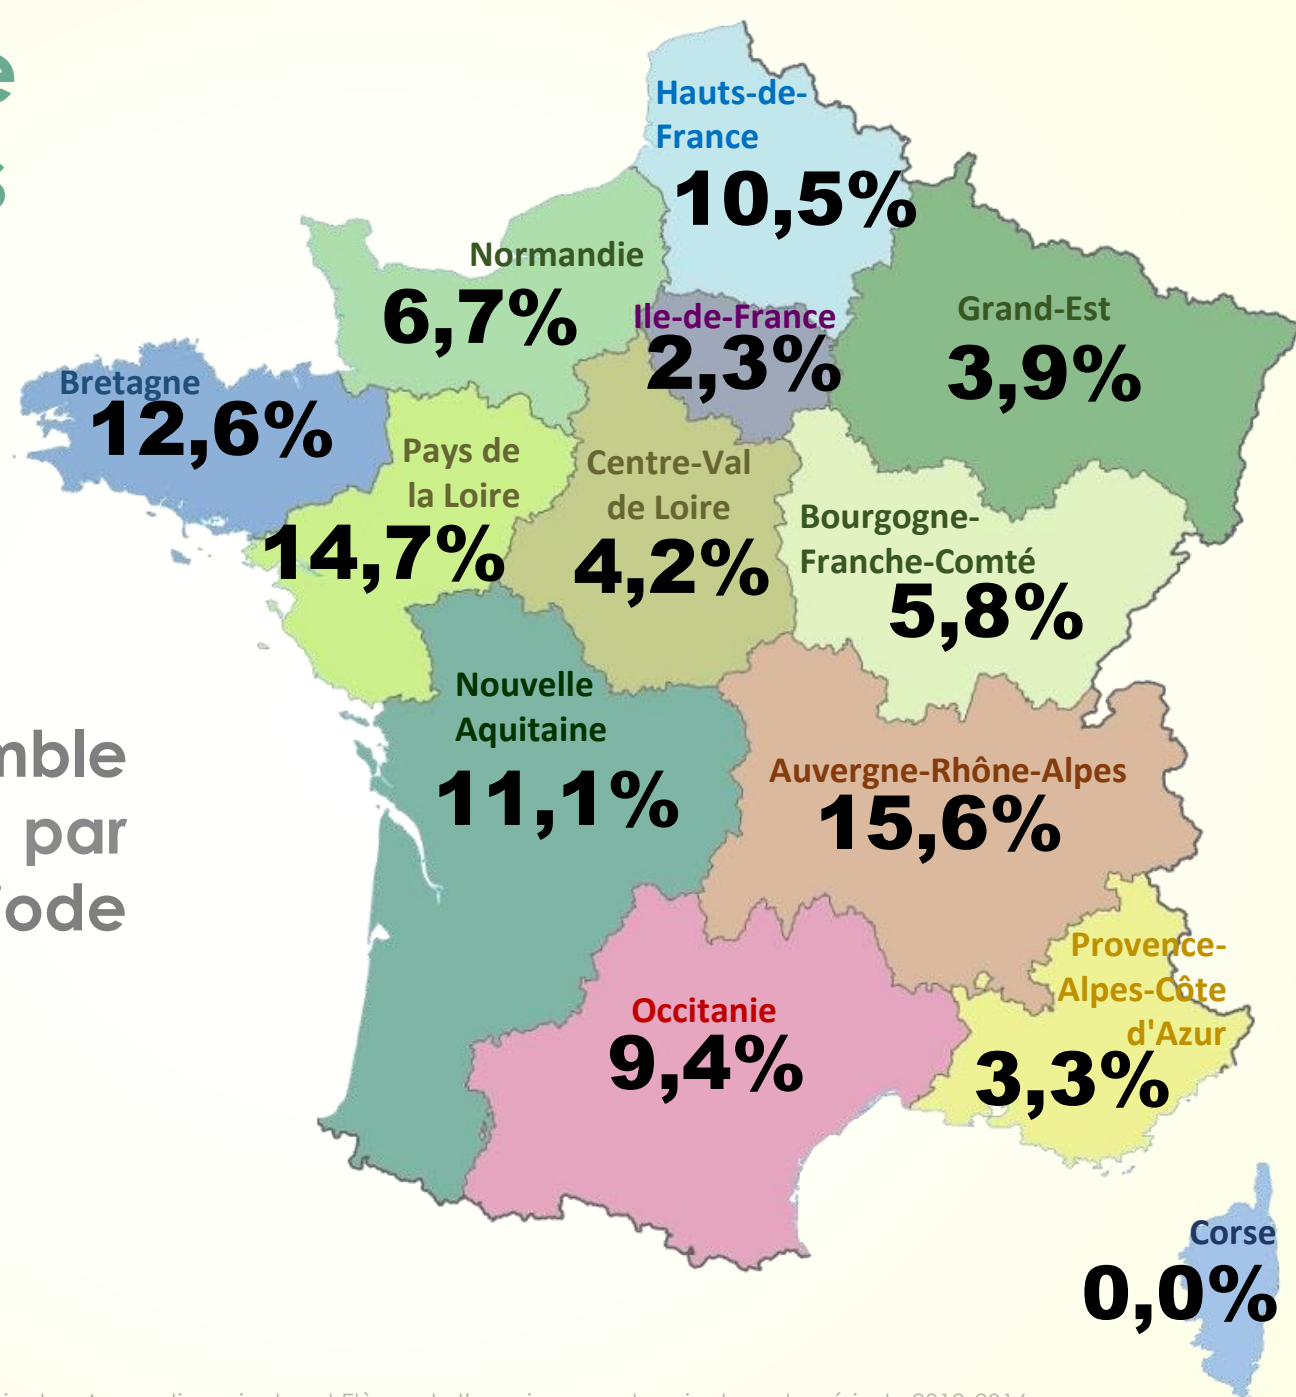 e
s
Hauts-de-
France
10,5%
Normandie
6,7%
Ile-de-France
2,3%
Grand-Est
3,9%
Bretagne
12,6%
Pays de
la Loire
14,7%
Centre-Val
de Loire
4,2%
Bourgogne-
Franche-Comté
5,8%
Nouvelle
Aquitaine
11,1%
Auvergne-Rhône-Alpes
15,6%
mble
par
iode
Provence-
Alpes-Côte
d'Azur
3,3%
Occitanie
9,4%
Corse
0,0%